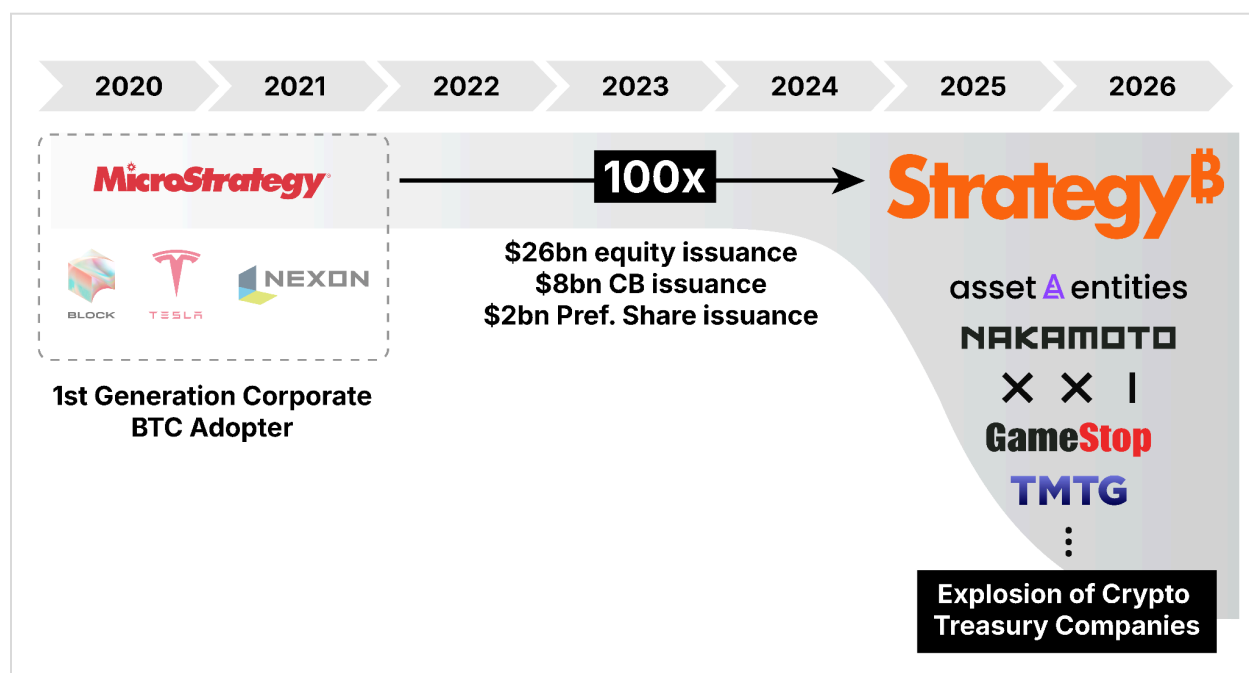 2020 2021 2022 2023 2024 2025 2026
MicroStrategy
100x
Strategy₿
BLOCK
TESLA
NEXON
$26bn equity issuance
$8bn CB issuance
$2bn Pref. Share issuance
1st Generation Corporate
BTC Adopter
asset A entities
NAKAMOTO
X X I
GameStop
TMTG
Explosion of Crypto
Treasury Companies